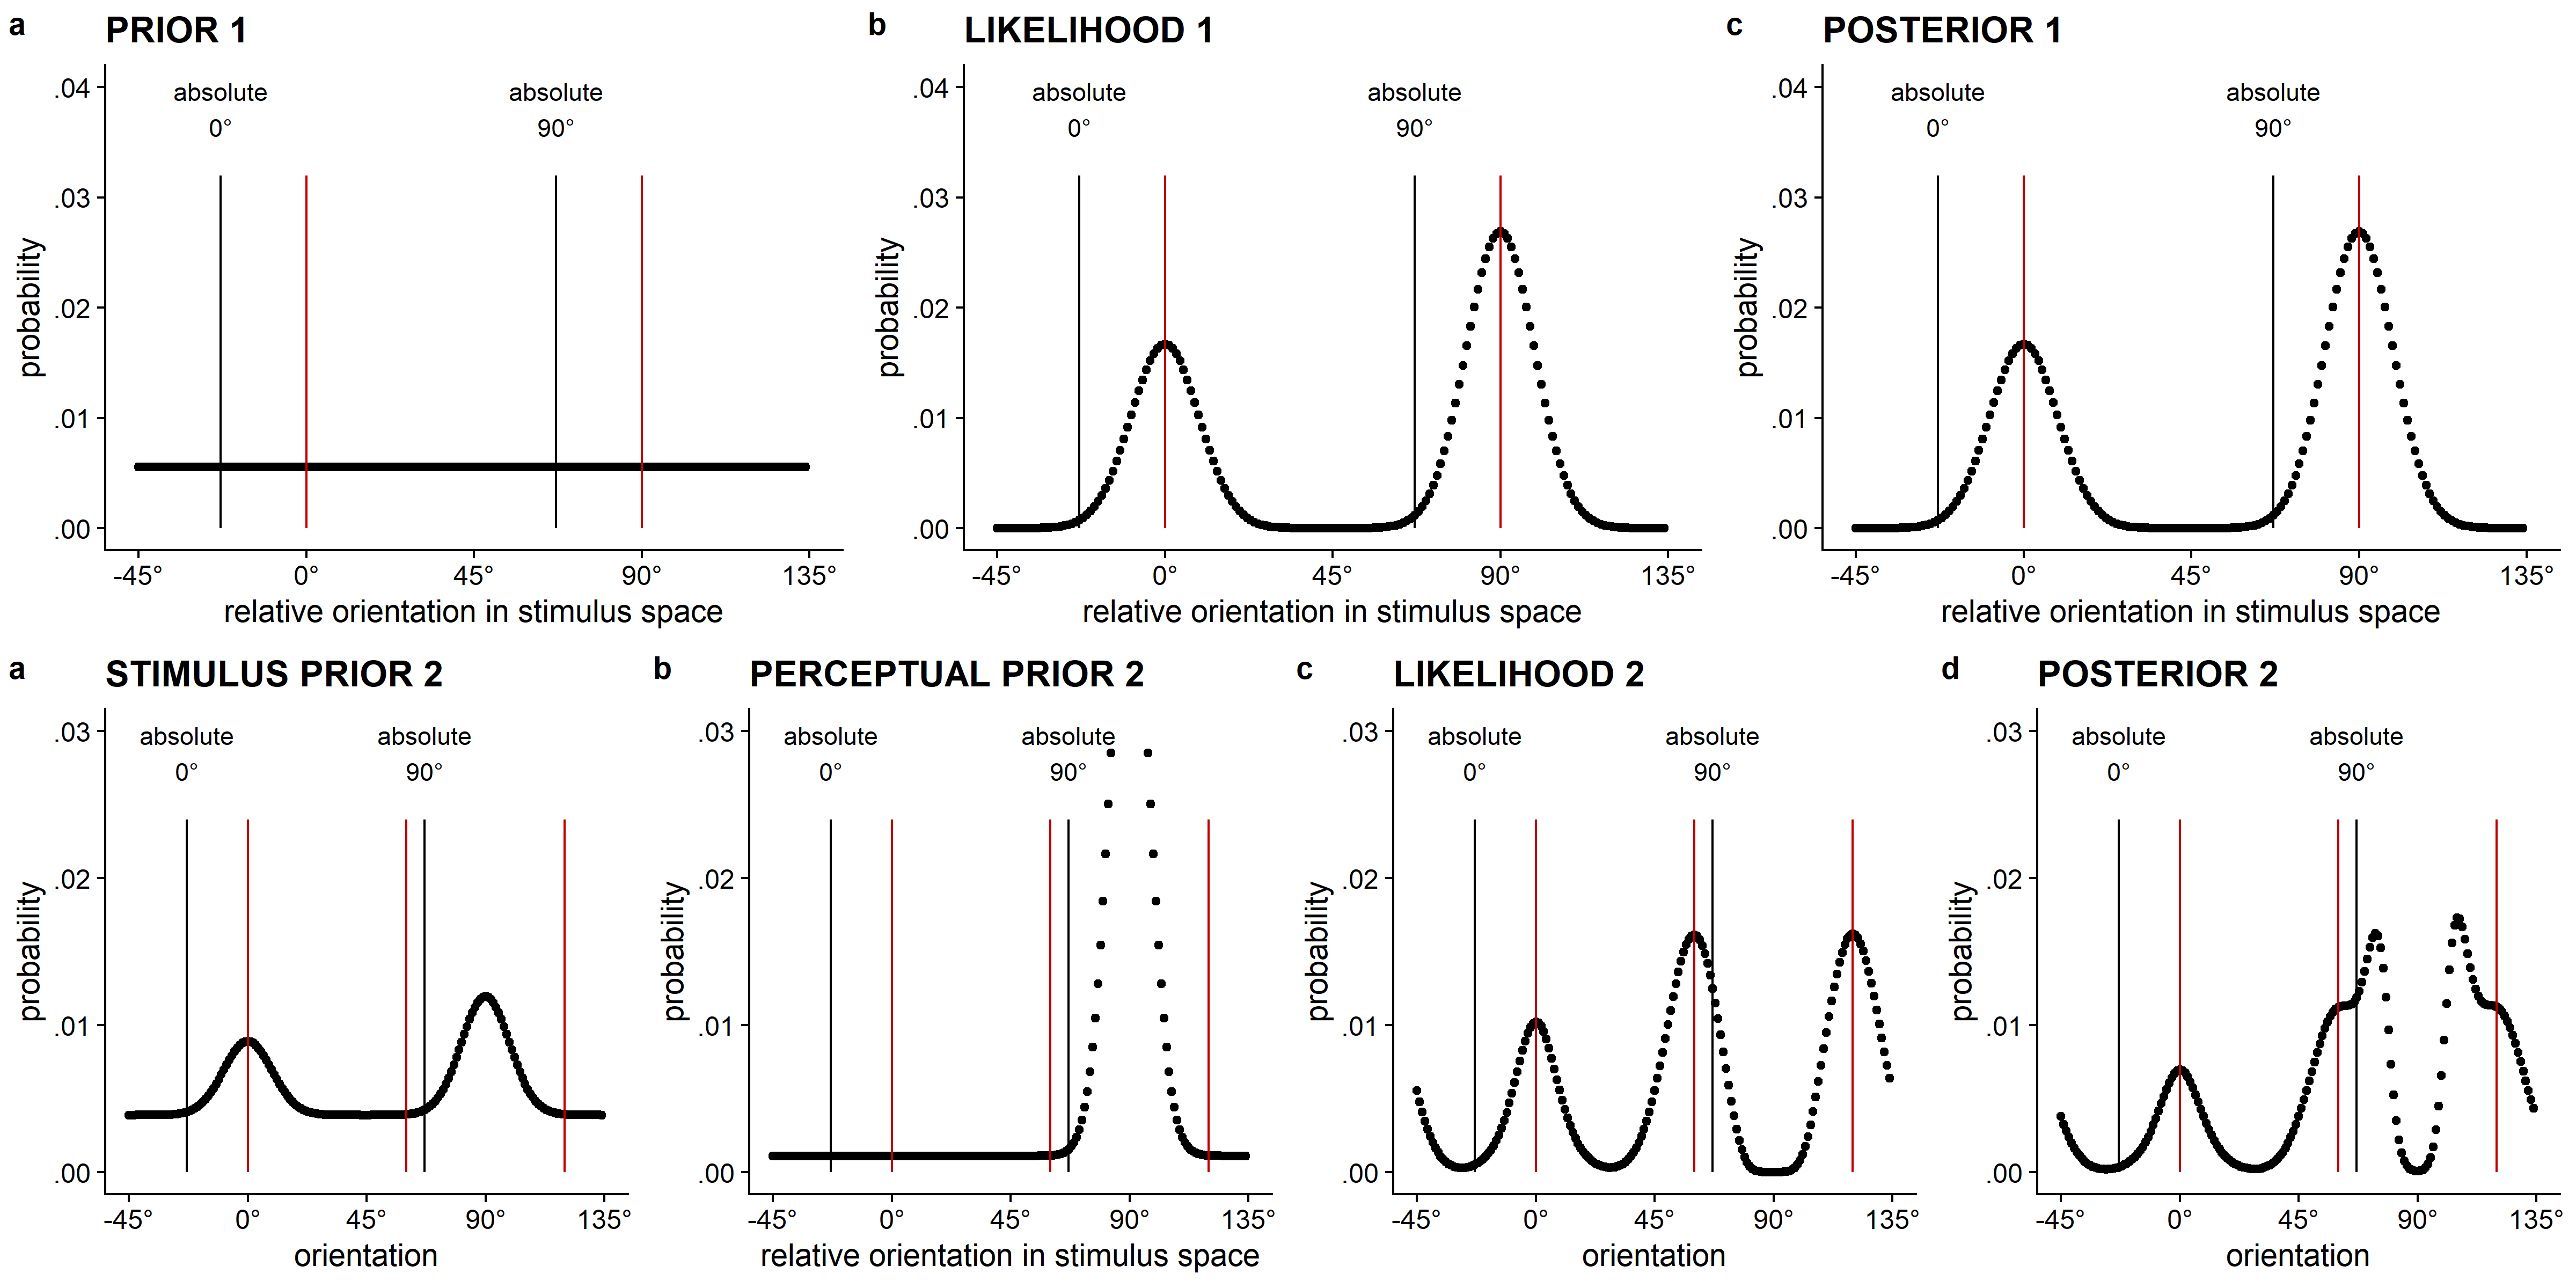 a PRIOR 1
absolute absolute
0° 90°
.04
.03
.02
.01
.00
probability
-45° 0° 45° 90° 135°
relative orientation in stimulus space
b LIKELIHOOD 1
absolute absolute
0° 90°
.04
.03
.02
.01
.00
probability
-45° 0° 45° 90° 135°
relative orientation in stimulus space
c POSTERIOR 1
absolute absolute
0° 90°
.04
.03
.02
.01
.00
probability
-45° 0° 45° 90° 135°
relative orientation in stimulus space
a STIMULUS PRIOR 2
absolute absolute
0° 90°
.03
.02
.01
.00
probability
-45° 0° 45° 90° 135°
orientation
b PERCEPTUAL PRIOR 2
absolute absolute
0° 90°
.03
.02
.01
.00
probability
-45° 0° 45° 90° 135°
relative orientation in stimulus space
c LIKELIHOOD 2
absolute absolute
0° 90°
.03
.02
.01
.00
probability
-45° 0° 45° 90° 135°
orientation
d POSTERIOR 2
absolute absolute
0° 90°
.03
.02
.01
.00
probability
-45° 0° 45° 90° 135°
orientation